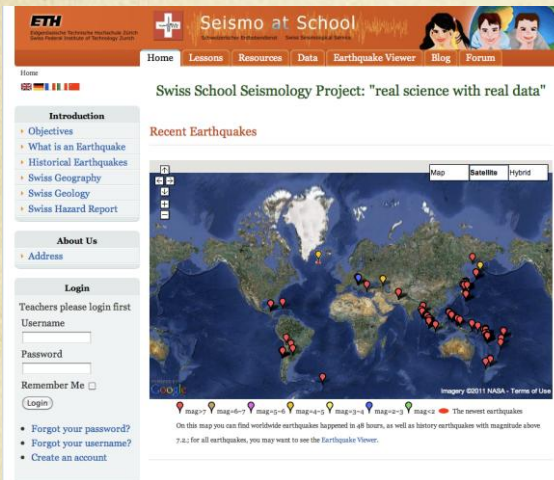 ETH
Eidgenössische Technische Hochschule Zürich
Swiss Federal Institute of Technology Zurich
Seismo at School
Schweizerischer Erdbebendienst Swiss Seismological Service
Home Lessons Resources Data Earthquake Viewer Blog Forum
Home
Swiss School Seismology Project: "real science with real data"
Introduction
Objectives
What is an Earthquake
Historical Earthquakes
Swiss Geography
Swiss Geology
Swiss Hazard Report
About Us
Address
Login
Teachers please login first
Username
Password
Remember Me
Login
Forgot your password?
Forgot your username?
Create an account
Recent Earthquakes
Map Satellite Hybrid
Google
Imagery ©2011 NASA - Terms of Use
mag>7 mag=6-7 mag=5-6 mag=4-5 mag=3-4 mag=2-3 mag<2 The newest earthquakes
On this map you can find worldwide earthquakes happened in 48 hours, as well as history earthquakes with magnitude above
7.2; for all earthquakes, you may want to see the Earthquake Viewer.